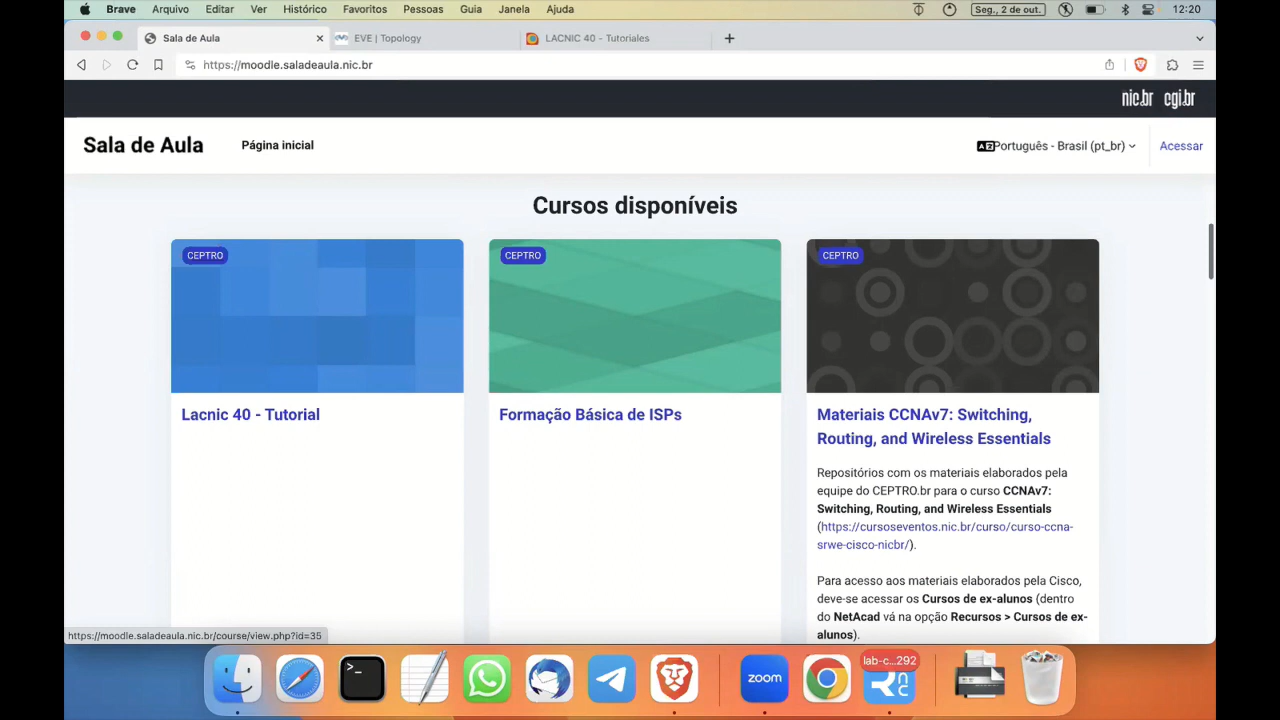 Brave Arquivo Editar Ver Histórico Favoritos Pessoas Guia Janela Ajuda Seg., 2 de out. 12:20
Sala de Aula EVE | Topology LACNIC 40 - Tutoriales
https://moodle.saladeaula.nic.br
nic.br cgi.br
Sala de Aula Página inicial Português - Brasil (pt_br) Acessar
Cursos disponíveis
CEPTRO CEPTRO CEPTRO
Lacnic 40 - Tutorial
Formação Básica de ISPs
Materiais CCNAv7: Switching,
Routing, and Wireless Essentials
Repositórios com os materiais elaborados pela
equipe do CEPTRO.br para o curso CCNAv7:
Switching, Routing, and Wireless Essentials
(https://cursoseventos.nic.br/curso/curso-ccna-
srwe-cisco-nicbr/).
Para acesso aos materiais elaborados pela Cisco,
deve-se acessar os Cursos de ex-alunos (dentro
do NetAcad vá na opção Recursos > Cursos de ex-
alunos).
https://moodle.saladeaula.nic.br/course/view.php?id=35
zoom
lab-c...292